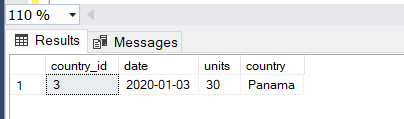 110 %
Results Messages
country_id date units country
1 3 2020-01-03 30 Panama